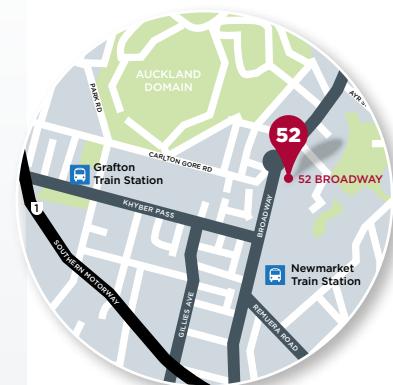 AUCKLAND
DOMAIN
PARK RD
AYR S
52
CARLTON GORE RD
Grafton
Train Station
52 BROADWAY
KHYBER PASS
BROADWAY
1
SOUTHERN MOTORWAY
GILLIES AVE
Newmarket
Train Station
REMUERA ROAD